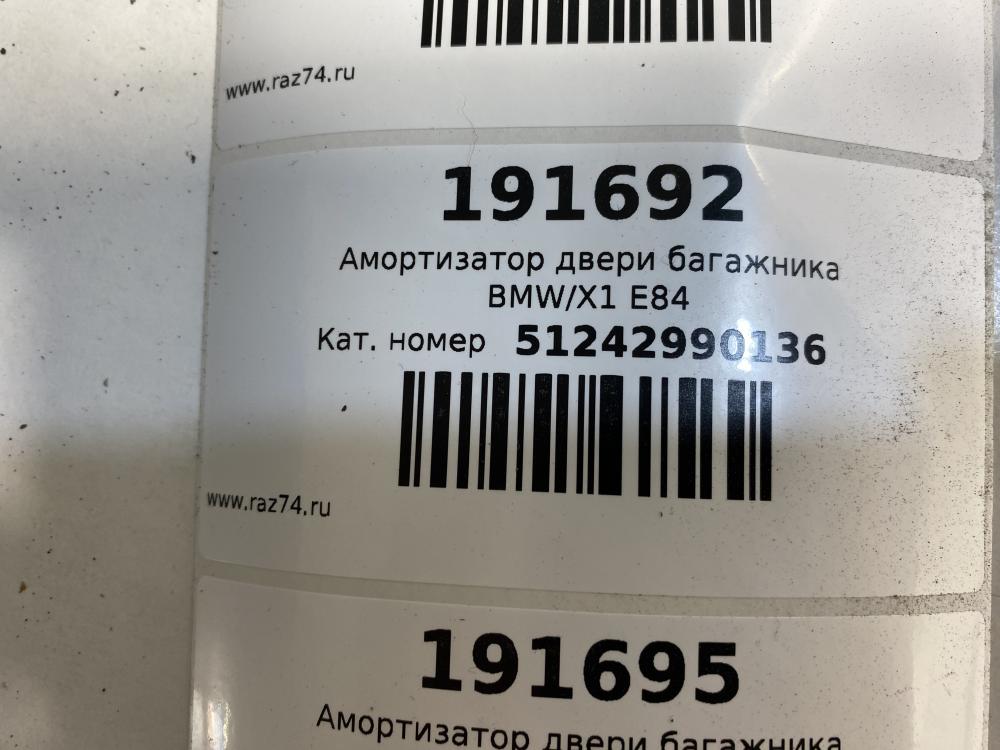 www.raz74.ru
191692
Амортизатор двери багажника
BMW/X1 E84
Кат. номер 51242990136
www.raz74.ru
191695
Амортизатор двери багажника